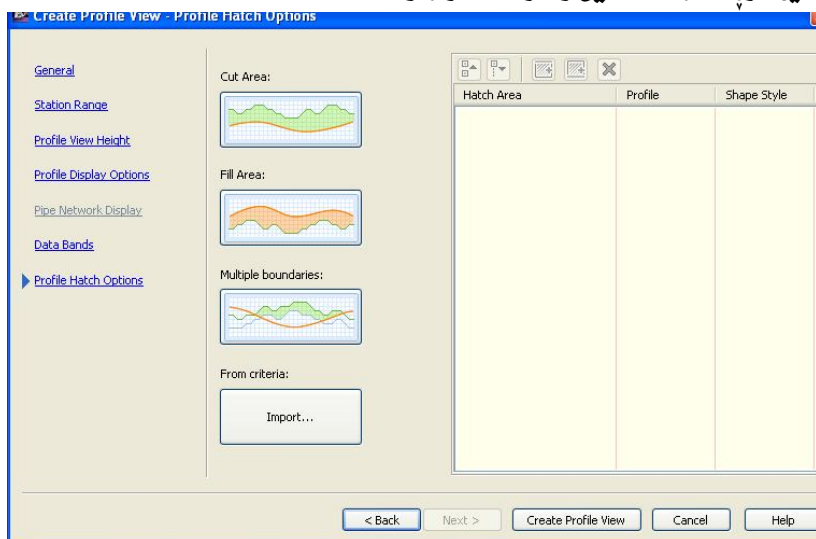 Create Profile View - Profile Hatch Options
General
Station Range
Profile View Height
Profile Display Options
Pipe Network Display
Data Bands
Profile Hatch Options
Cut Area:
Fill Area:
Multiple boundaries:
From criteria:
Import...
Hatch Area Profile Shape Style
< Back Next > Create Profile View Cancel Help